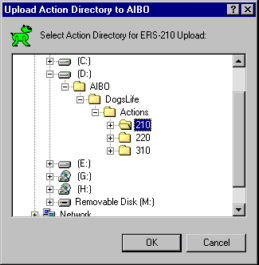 Upload Action Directory to AIBO
Select Action Directory for ERS-210 Upload:
(C:)
(D:)
AIBO
DogsLife
Actions
210
220
310
(E:)
(G:)
(H:)
Removable Disk (M:)
Network
OK Cancel